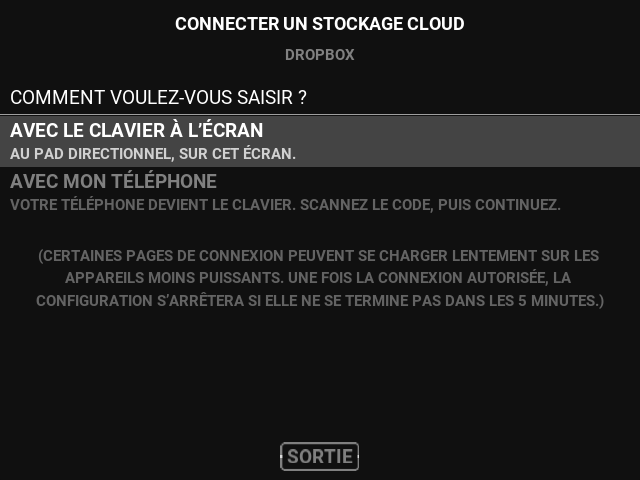 CONNECTER UN STOCKAGE CLOUD
DROPBOX
COMMENT VOULEZ-VOUS SAISIR ?
AVEC LE CLAVIER À L’ÉCRAN
AU PAD DIRECTIONNEL, SUR CET ÉCRAN.
AVEC MON TÉLÉPHONE
VOTRE TÉLÉPHONE DEVIENT LE CLAVIER. SCANNEZ LE CODE, PUIS CONTINUEZ.
(CERTAINES PAGES DE CONNEXION PEUVENT SE CHARGER LENTEMENT SUR LES
APPAREILS MOINS PUISSANTS. UNE FOIS LA CONNEXION AUTORISÉE, LA
CONFIGURATION S’ARRÊTERA SI ELLE NE SE TERMINE PAS DANS LES 5 MINUTES.)
SORTIE